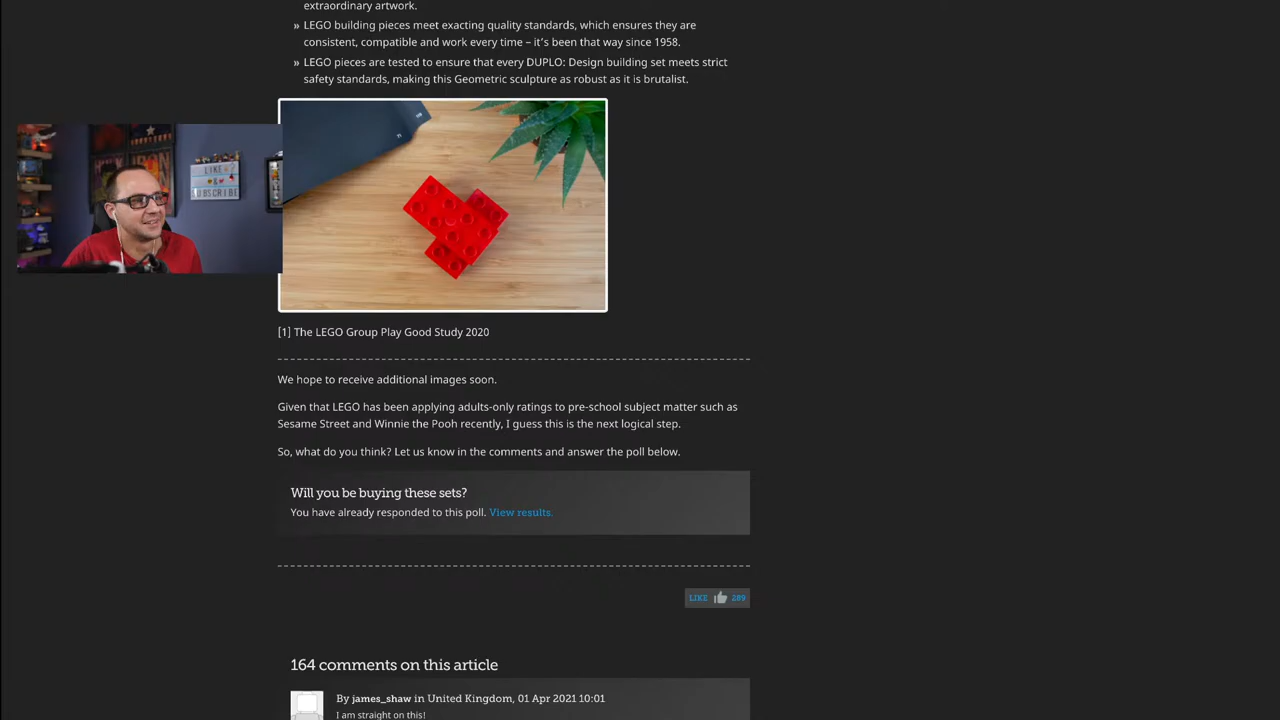 extraordinary artwork.
» LEGO building pieces meet exacting quality standards, which ensures they are
consistent, compatible and work every time – it's been that way since 1958.
» LEGO pieces are tested to ensure that every DUPLO: Design building set meets strict
safety standards, making this Geometric sculpture as robust as it is brutalist.
LIKE
SUBSCRIBE
[1] The LEGO Group Play Good Study 2020
We hope to receive additional images soon.
Given that LEGO has been applying adults-only ratings to pre-school subject matter such as
Sesame Street and Winnie the Pooh recently, I guess this is the next logical step.
So, what do you think? Let us know in the comments and answer the poll below.
Will you be buying these sets?
You have already responded to this poll. View results.
LIKE 289
164 comments on this article
By james_shaw in United Kingdom, 01 Apr 2021 10:01
I am straight on this!